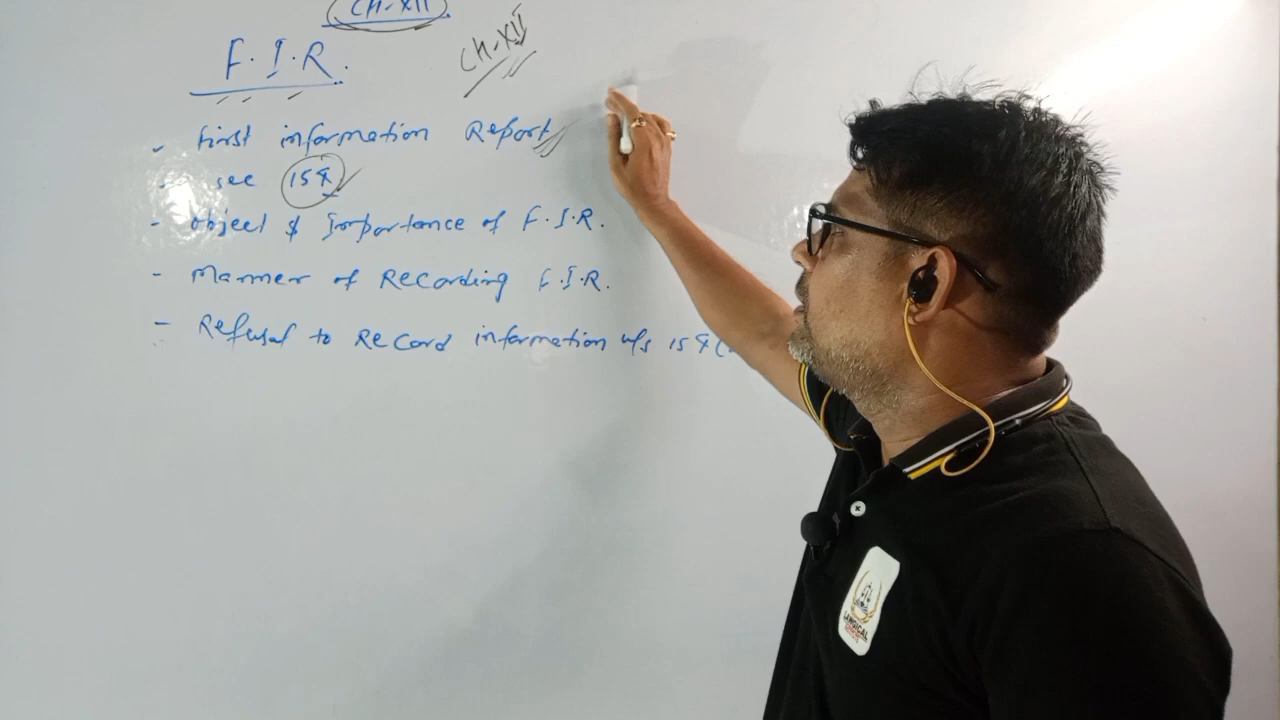 CH-XII
F.I.R.
CH-XII
- First information Report
- sec 154
- object & Importance of F.I.R.
- Manner of Recording F.I.R.
- Refusal to Record information u/s 154(
LAWGICAL